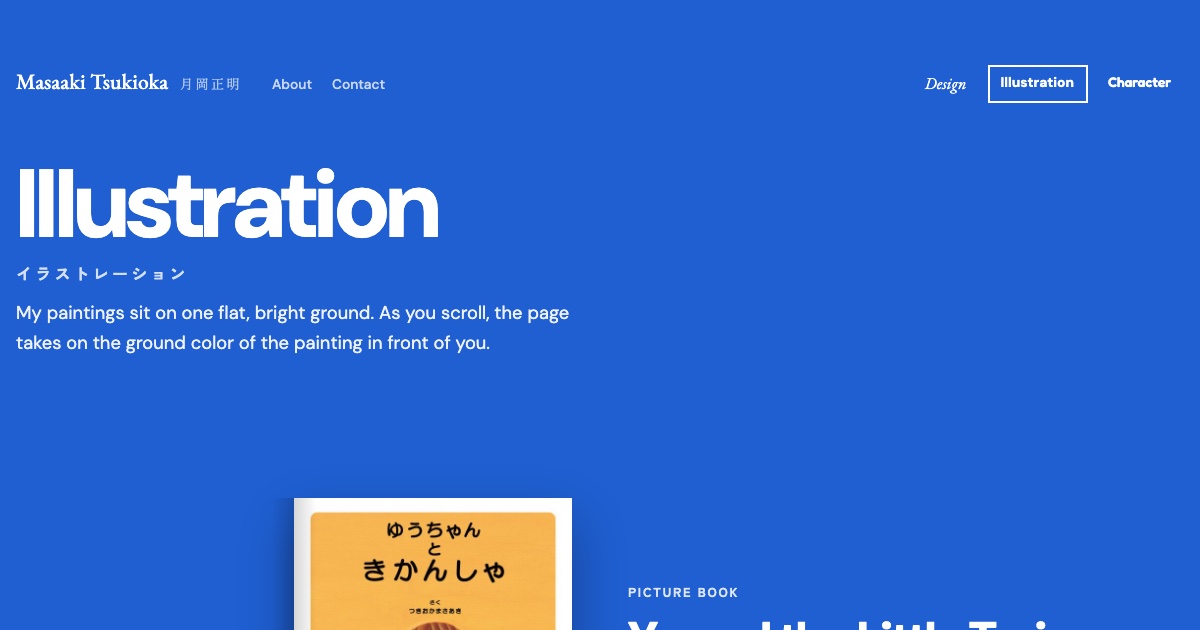 Masaaki Tsukioka 月岡正明 About Contact Design Illustration Character
Illustration
イラストレーション
My paintings sit on one flat, bright ground. As you scroll, the page
takes on the ground color of the painting in front of you.
ゆうちゃん
と
きかんしゃ
さく
つきおかまさあき
PICTURE BOOK